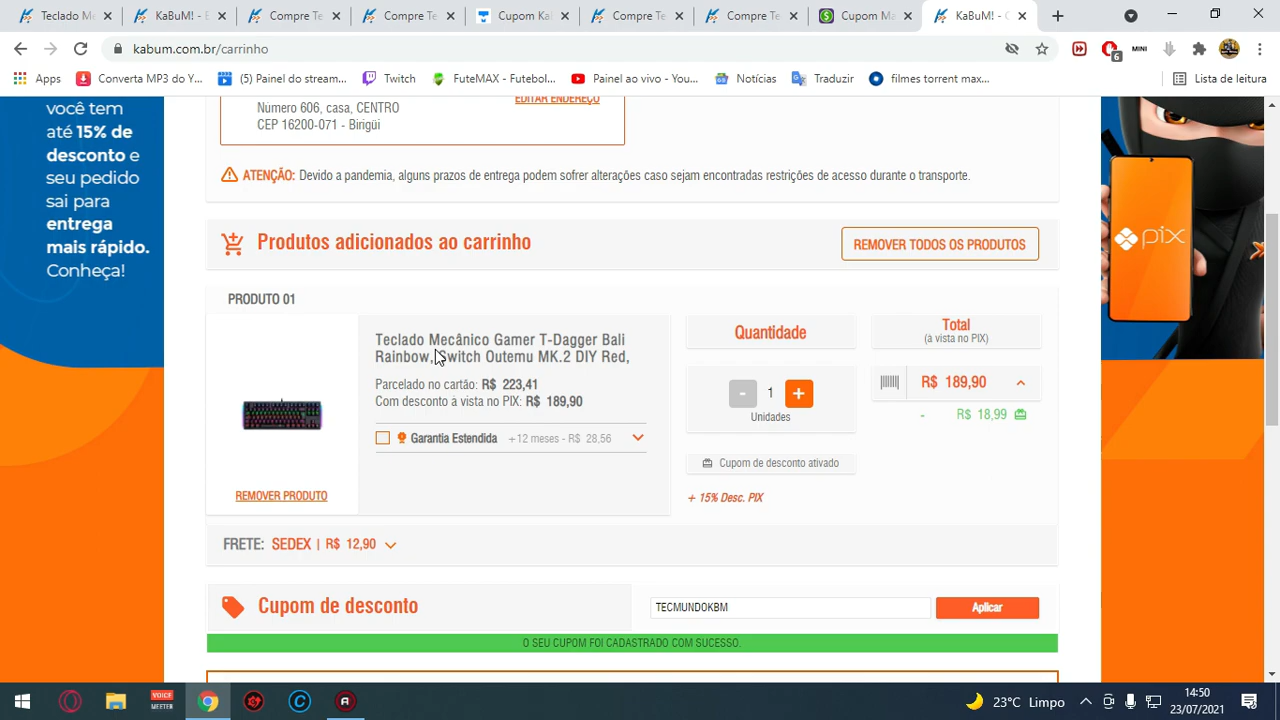 Teclado M
KaBuM! - E
Compre Te
Compre Te
Cupom Ka
Compre Te
Compre Te
Cupom Ma
KaBuM! - C
kabum.com.br/carrinho
MINI
6
Apps
Converta MP3 do Y...
(5) Painel do stream...
Twitch
FuteMAX - Futebol...
Painel ao vivo - You...
Notícias
Traduzir
filmes torrent max...
Lista de leitura
você tem
até 15% de
desconto e
seu pedido
sai para
entrega
mais rápido.
Conheça!
Número 606, casa, CENTRO
CEP 16200-071 - Birigüi
EDITAR ENDEREÇO
ATENÇÃO: Devido a pandemia, alguns prazos de entrega podem sofrer alterações caso sejam encontradas restrições de acesso durante o transporte.
Produtos adicionados ao carrinho
REMOVER TODOS OS PRODUTOS
pix
PRODUTO 01
Teclado Mecânico Gamer T-Dagger Bali
Rainbow, Switch Outemu MK.2 DIY Red,
Parcelado no cartão: R$ 223,41
Com desconto à vista no PIX: R$ 189,90
Garantia Estendida +12 meses - R$ 28,56
REMOVER PRODUTO
Quantidade
- 1 +
Unidades
Cupom de desconto ativado
+ 15% Desc. PIX
Total
(à vista no PIX)
R$ 189,90
- R$ 18,99
FRETE: SEDEX | R$ 12,90
Cupom de desconto
TECMUNDOKBM
Aplicar
O SEU CUPOM FOI CADASTRADO COM SUCESSO.
VOICE
MEETER
23°C Limpo
14:50
23/07/2021